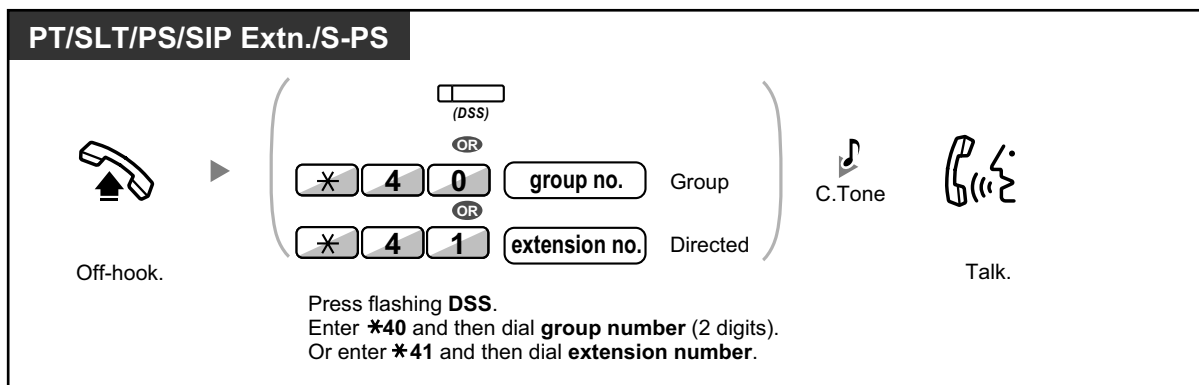 PT/SLT/PS/SIP Extn./S-PS
(DSS)
OR
* 4 0 group no. Group
OR
* 4 1 extension no. Directed
C.Tone
Off-hook.
Talk.
Press flashing DSS.
Enter *40 and then dial group number (2 digits).
Or enter *41 and then dial extension number.